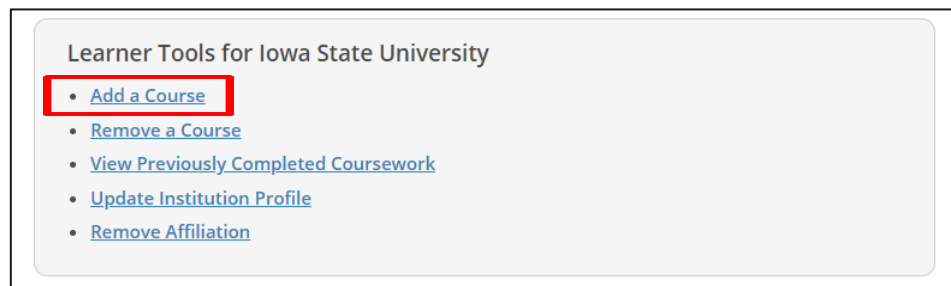 Learner Tools for Iowa State University
Add a Course
Remove a Course
View Previously Completed Coursework
Update Institution Profile
Remove Affiliation